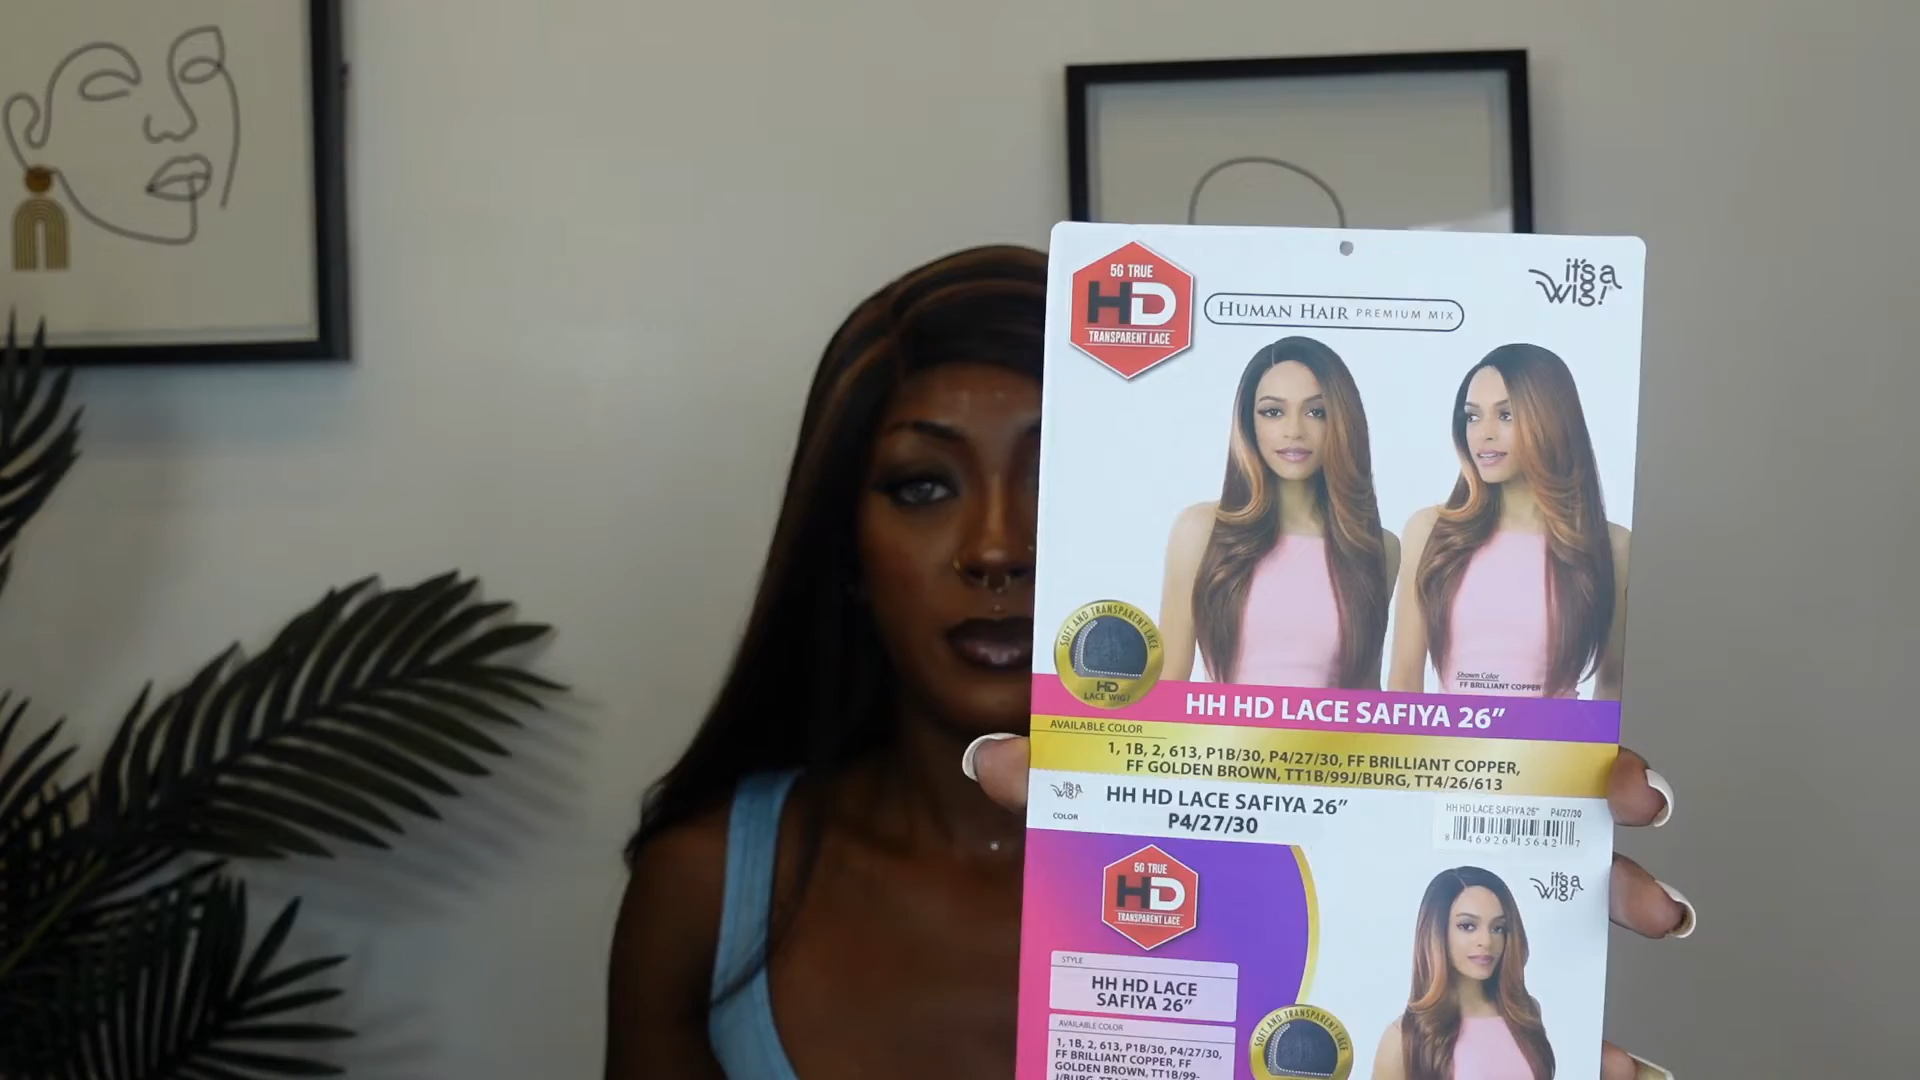 5G TRUE
HD
TRANSPARENT LACE
HUMAN HAIR PREMIUM MIX
it's a
wig!
SOFT AND TRANSPARENT LACE
HD
LACE WIG!
Shown Color
FF BRILLIANT COPPER
HH HD LACE SAFIYA 26”
AVAILABLE COLOR
1, 1B, 2, 613, P1B/30, P4/27/30, FF BRILLIANT COPPER,
FF GOLDEN BROWN, TT1B/99J/BURG, TT4/26/613
it's a
wig!
COLOR
HH HD LACE SAFIYA 26”
P4/27/30
HH HD LACE SAFIYA 26” P4/27/30
8 46926 15642 7
5G TRUE
HD
TRANSPARENT LACE
it's a
wig!
STYLE
HH HD LACE
SAFIYA 26”
AVAILABLE COLOR
1, 1B, 2, 613, P1B/30, P4/27/30,
FF BRILLIANT COPPER, FF
GOLDEN BROWN, TT1B/99-
SOFT AND TRANSPARENT LACE